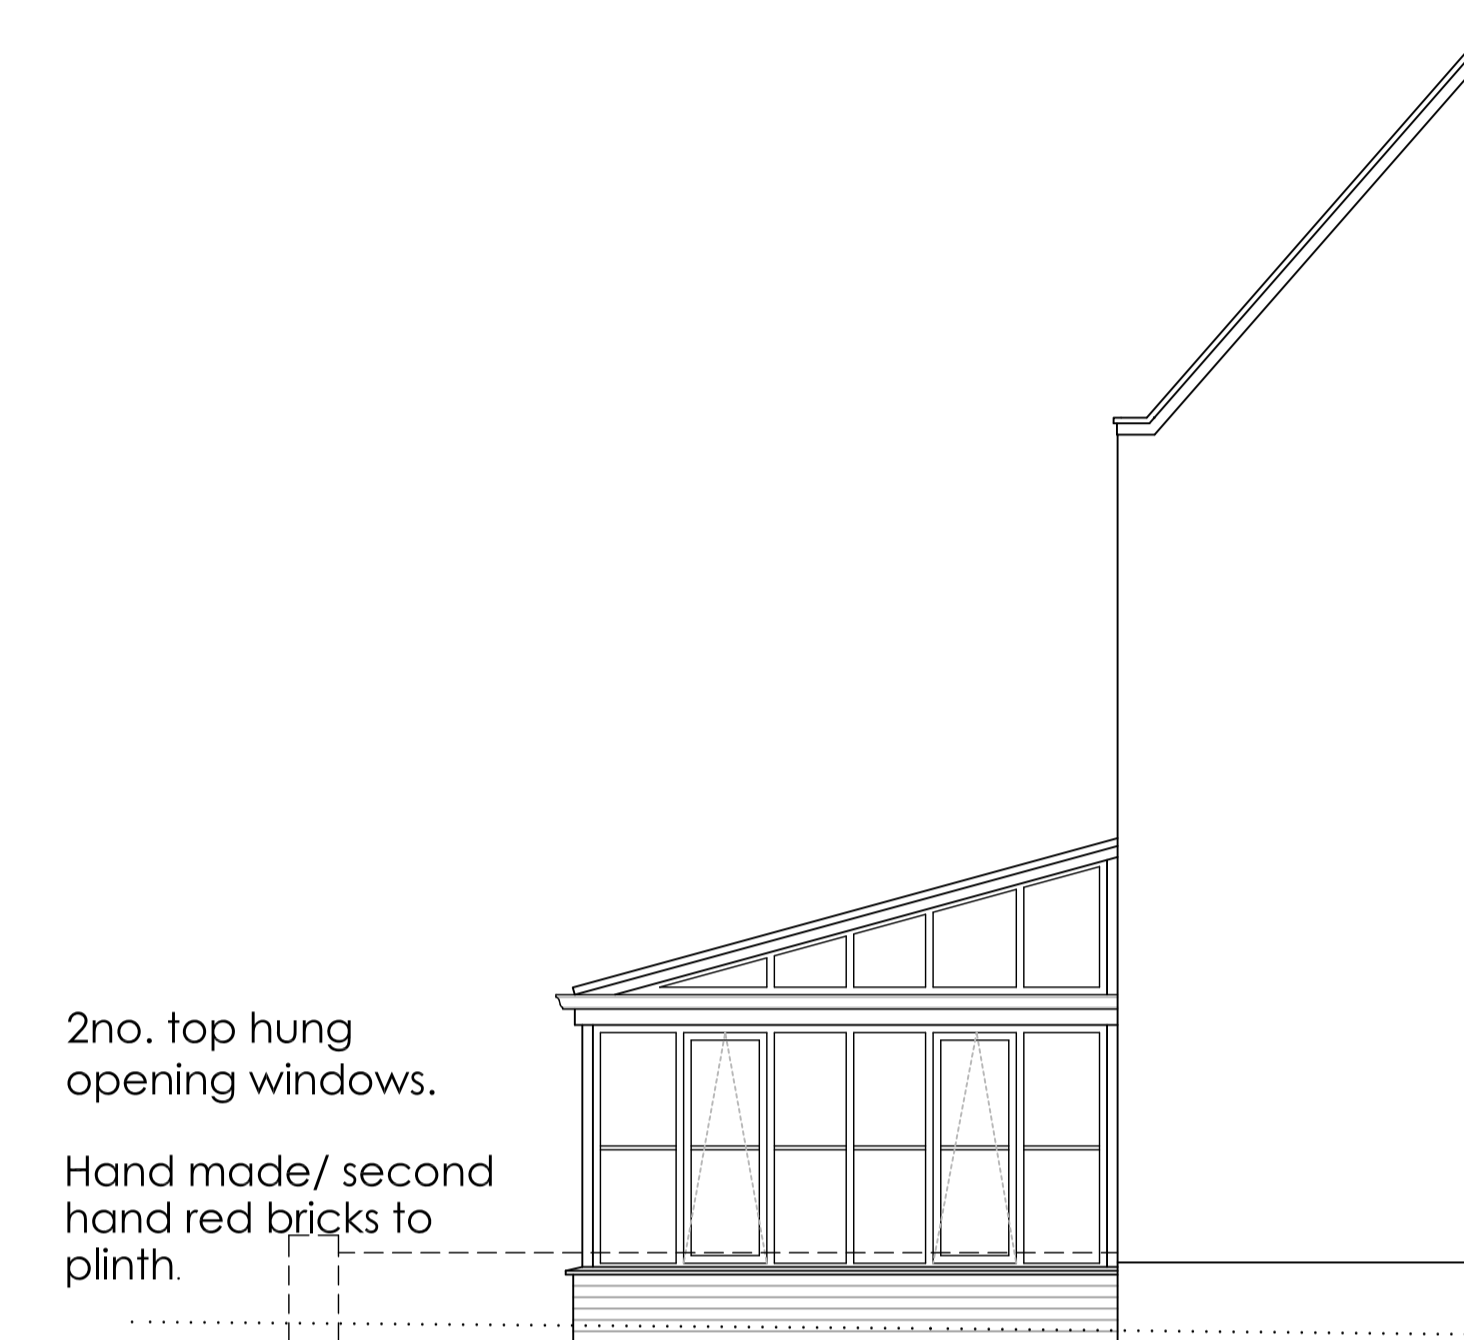 2no. top hung
opening windows.
Hand made/ second
hand red bricks to
plinth.